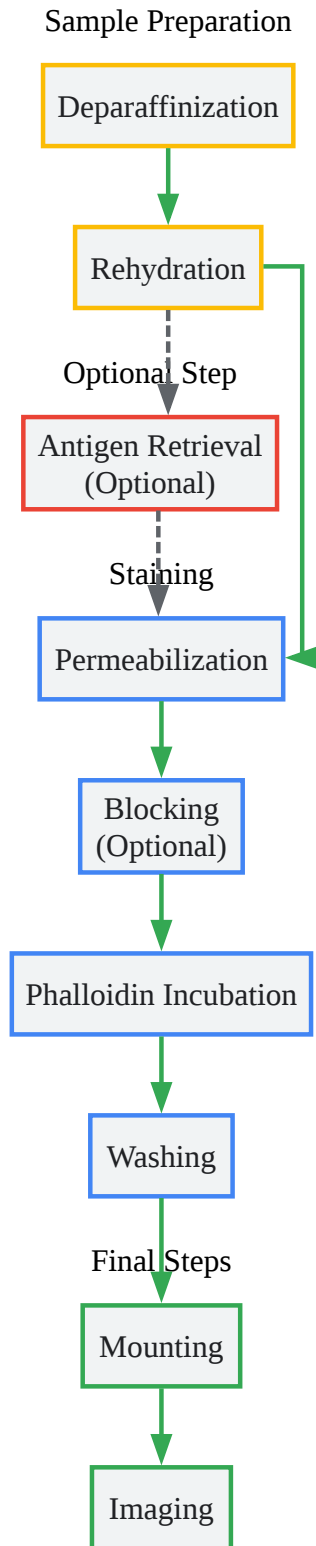 Sample Preparation
Deparaffinization
Rehydration
Optional Step
Antigen Retrieval
(Optional)
Staining
Permeabilization
Blocking
(Optional)
Phalloidin Incubation
Washing
Final Steps
Mounting
Imaging